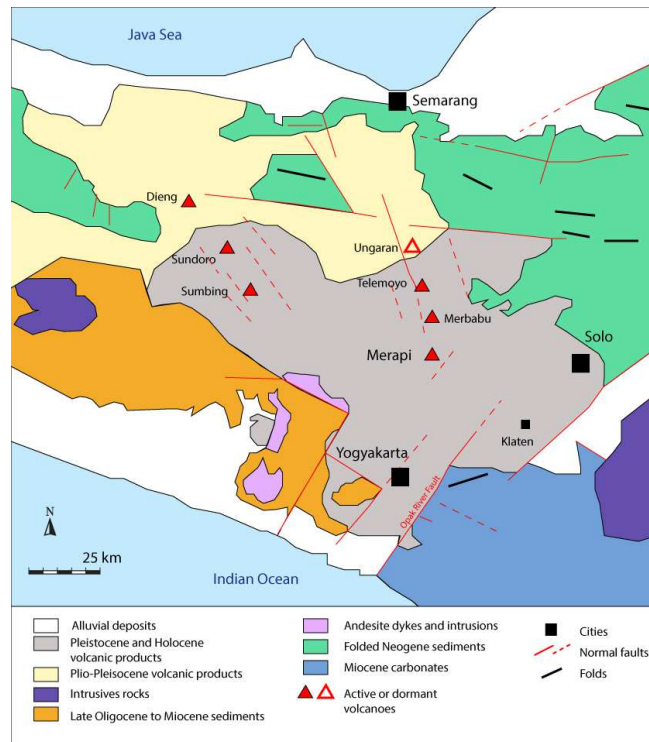 Java Sea
Semarang
Dieng
Ungaran
Sundoro
Telemoyo
Sumbing
Merbabu
Solo
Merapi
Klaten
Yogyakarta
Opak River Fault
N
25 km
Indian Ocean
Alluvial deposits
Pleistocene and Holocene
volcanic products
Plio-Pleisocene volcanic products
Intrusives rocks
Late Oligocene to Miocene sediments
Andesite dykes and intrusions
Folded Neogene sediments
Miocene carbonates
Active or dormant
volcanoes
Cities
Normal faults
Folds